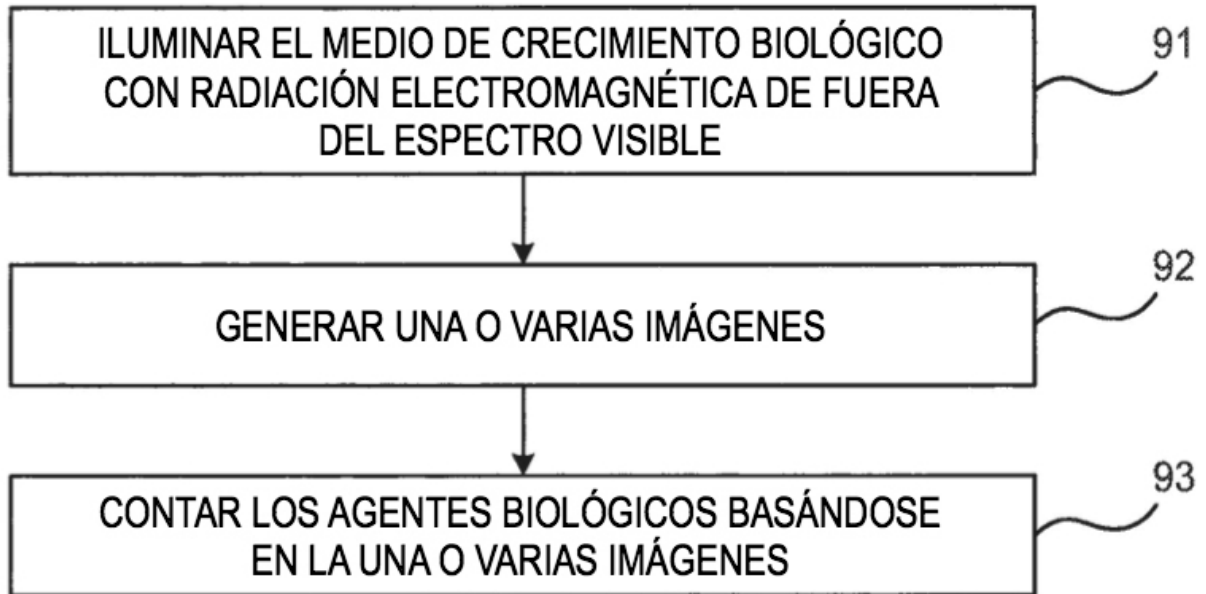 ILUMINAR EL MEDIO DE CRECIMIENTO BIOLÓGICO
CON RADIACIÓN ELECTROMAGNÉTICA DE FUERA
DEL ESPECTRO VISIBLE
91
GENERAR UNA O VARIAS IMÁGENES
92
CONTAR LOS AGENTES BIOLÓGICOS BASÁNDOSE
EN LA UNA O VARIAS IMÁGENES
93